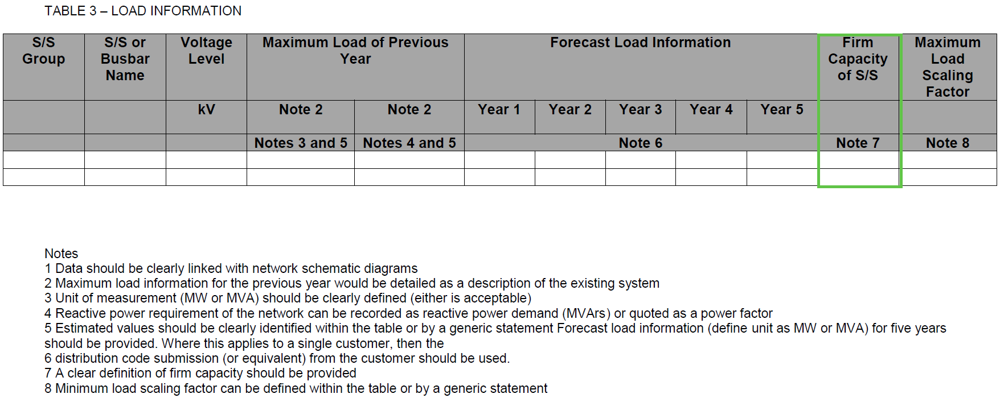 TABLE 3 – LOAD INFORMATION
S/S Group
S/S or Busbar Name
Voltage Level
Maximum Load of Previous Year
Forecast Load Information
Firm Capacity of S/S
Maximum Load Scaling Factor
kV
Note 2
Note 2
Year 1
Year 2
Year 3
Year 4
Year 5
Notes 3 and 5
Notes 4 and 5
Note 6
Note 7
Note 8
Notes
1 Data should be clearly linked with network schematic diagrams
2 Maximum load information for the previous year would be detailed as a description of the existing system
3 Unit of measurement (MW or MVA) should be clearly defined (either is acceptable)
4 Reactive power requirement of the network can be recorded as reactive power demand (MVArs) or quoted as a power factor
5 Estimated values should be clearly identified within the table or by a generic statement Forecast load information (define unit as MW or MVA) for five years
should be provided. Where this applies to a single customer, then the
6 distribution code submission (or equivalent) from the customer should be used.
7 A clear definition of firm capacity should be provided
8 Minimum load scaling factor can be defined within the table or by a generic statement